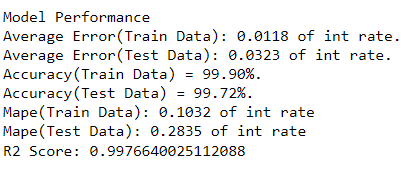 Model Performance
Average Error(Train Data): 0.0118 of int rate.
Average Error(Test Data): 0.0323 of int rate.
Accuracy(Train Data) = 99.90%.
Accuracy(Test Data) = 99.72%.
Mape(Train Data): 0.1032 of int rate
Mape(Test Data): 0.2835 of int rate
R2 Score: 0.9976640025112088